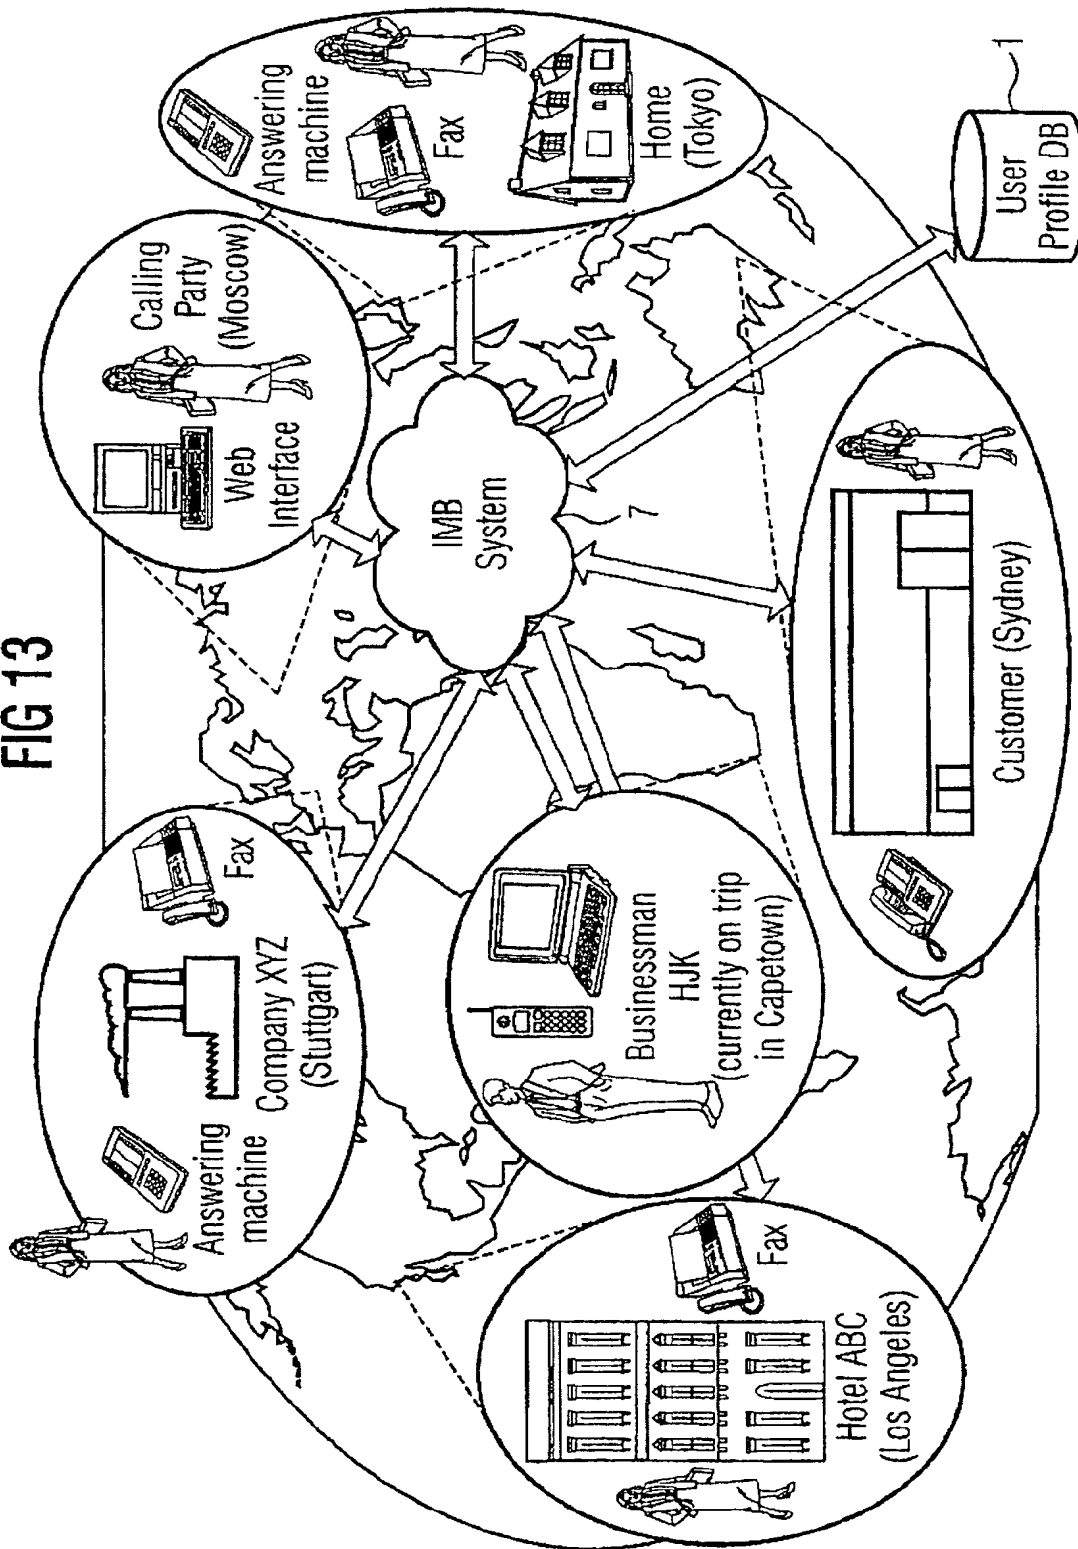 FIG 13
Answering
machine
Company XYZ
(Stuttgart)
Fax
Web
Interface
Calling
Party
(Moscow)
Answering
machine
Fax
Home
(Tokyo)
IMB
System
7
Businessman
HJK
(currently on trip
in Capetown)
Hotel ABC
(Los Angeles)
Fax
Customer (Sydney)
User
Profile DB
1